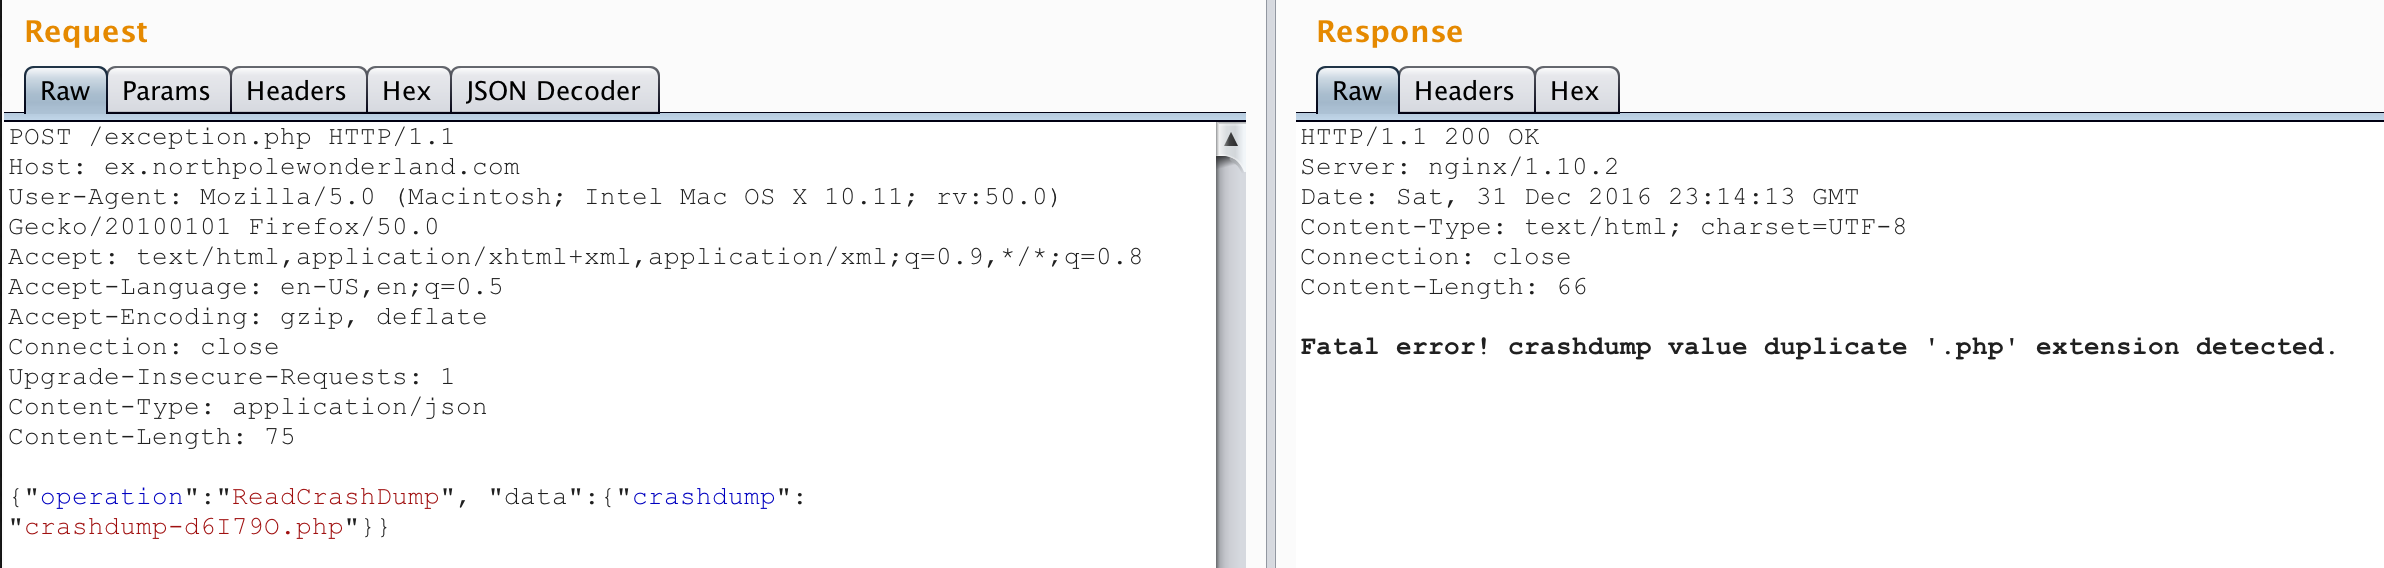 Request
Raw Params Headers Hex JSON Decoder
POST /exception.php HTTP/1.1
Host: ex.northpolewonderland.com
User-Agent: Mozilla/5.0 (Macintosh; Intel Mac OS X 10.11; rv:50.0)
Gecko/20100101 Firefox/50.0
Accept: text/html,application/xhtml+xml,application/xml;q=0.9,*/*;q=0.8
Accept-Language: en-US,en;q=0.5
Accept-Encoding: gzip, deflate
Connection: close
Upgrade-Insecure-Requests: 1
Content-Type: application/json
Content-Length: 75
{"operation":"ReadCrashDump", "data":{"crashdump":
"crashdump-d6I79O.php"}}
Response
Raw Headers Hex
HTTP/1.1 200 OK
Server: nginx/1.10.2
Date: Sat, 31 Dec 2016 23:14:13 GMT
Content-Type: text/html; charset=UTF-8
Connection: close
Content-Length: 66
Fatal error! crashdump value duplicate '.php' extension detected.